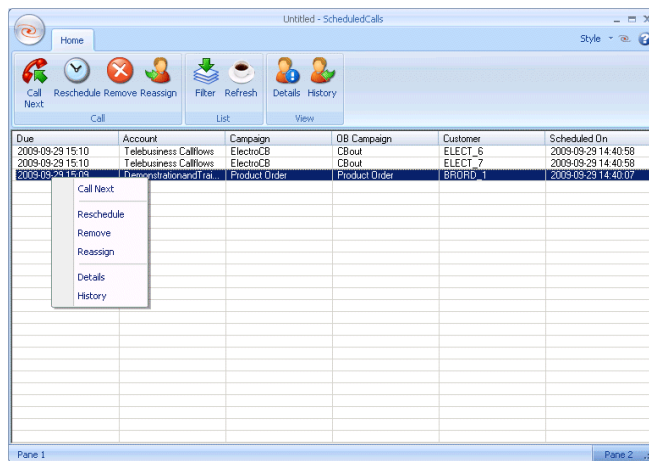 Untitled - ScheduledCalls
Home
Style
Call Next
Reschedule
Remove
Reassign
Filter
Refresh
Details
History
Call
List
View
Due Account Campaign OB Campaign Customer Scheduled On
2009-09-29 15:10 Telebusiness Callflows ElectroCB CBout ELECT_6 2009-09-29 14:40:58
2009-09-29 15:10 Telebusiness Callflows ElectroCB CBout ELECT_7 2009-09-29 14:40:58
2009-09-29 15:09 DemonstrationandTrai... Product Order Product Order BRORD_1 2009-09-29 14:40:07
Call Next
Reschedule
Remove
Reassign
Details
History
Pane 1 Pane 2